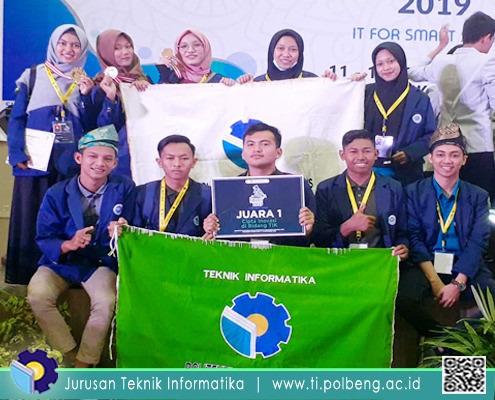 2019
IT FOR SMART
JUARA 1
Cipta Inovasi
di Bidang TIK
TEKNIK INFORMATIKA
Jurusan Teknik Informatika | www.ti.polbeng.ac.id